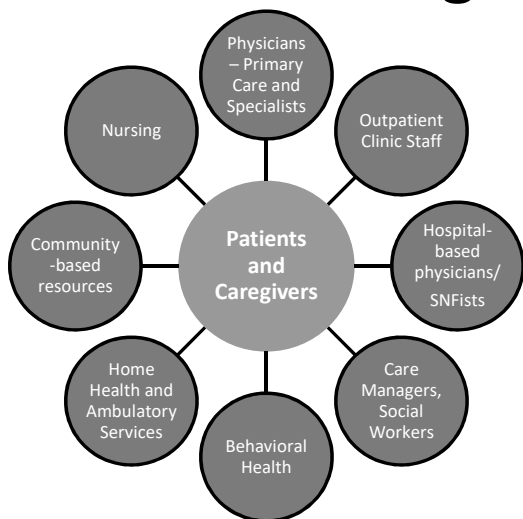 Physicians
– Primary
Care and
Specialists
Outpatient
Clinic Staff
Hospital-
based
physicians/
SNFists
Care
Managers,
Social
Workers
Behavioral
Health
Home
Health and
Ambulatory
Services
Community
-based
resources
Nursing
Patients
and
Caregivers